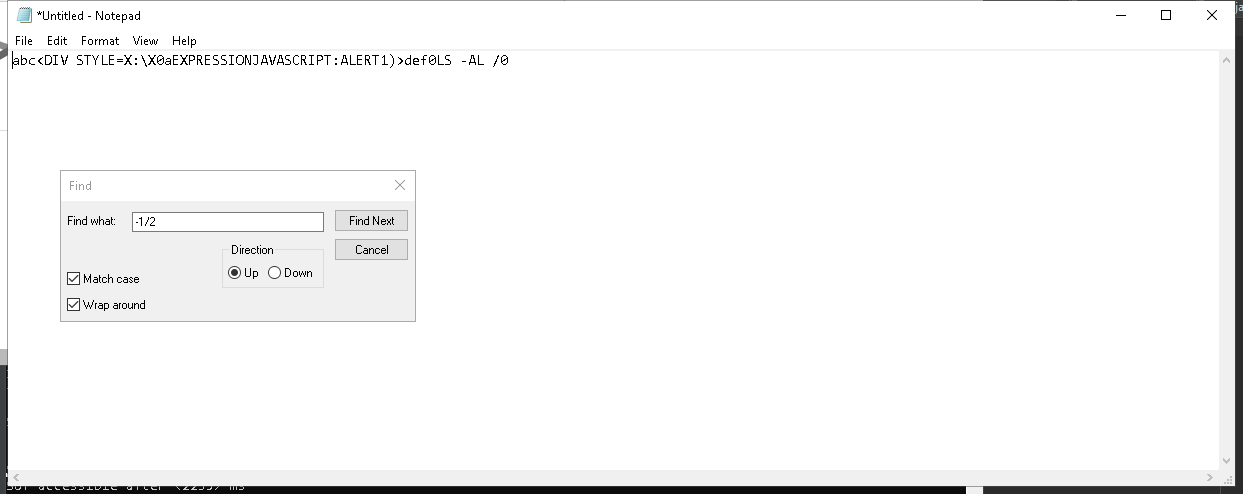 *Untitled - Notepad
File Edit Format View Help
abc<DIV STYLE=X:\X0aEXPRESSIONJAVASCRIPT:ALERT1)>def0LS -AL /0
Find
Find what: -1/2 Find Next
Direction Cancel
Up Down
Match case
Wrap around